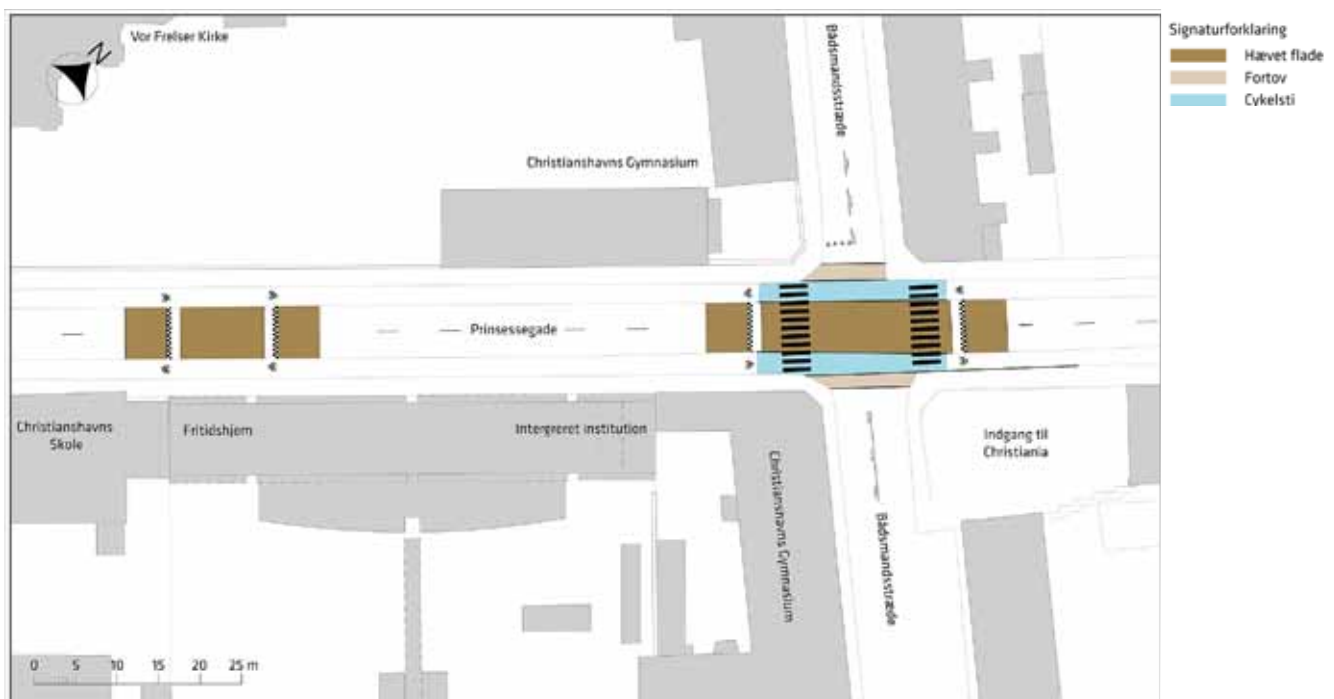 Vor Frelser Kirke
N
Bådsmandsstræde
Signaturforklaring
Hævet flade
Fortov
Cykelsti
Christianshavns Gymnasium
Prinsessegade
Christianshavns
Skole
Fritidshjem
Intergreret institution
Indgang til
Christiania
Christianshavns Gymnasium
Bådsmandsstræde
0 5 10 15 20 25 m